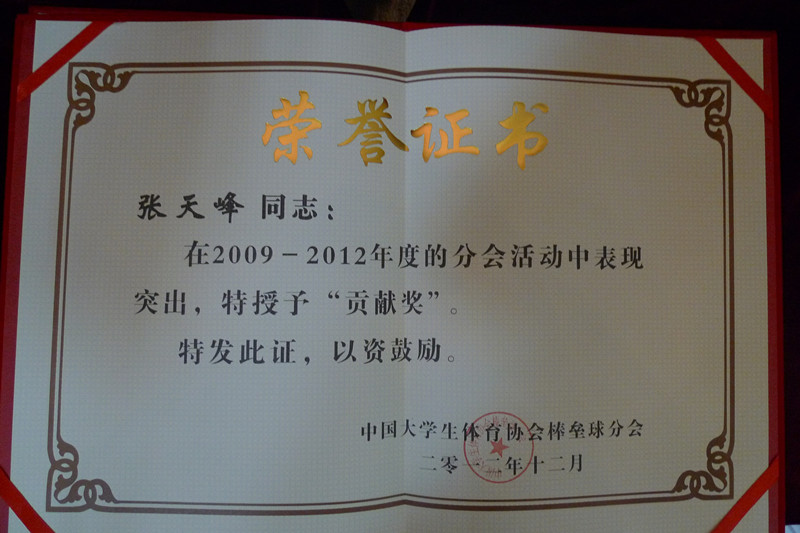 荣誉证书
张天峰 同志：
在2009－2012年度的分会活动中表现
突出，特授予“贡献奖”。
特发此证，以资鼓励。
中国大学生体育协会棒垒球分会
二零一二年十二月